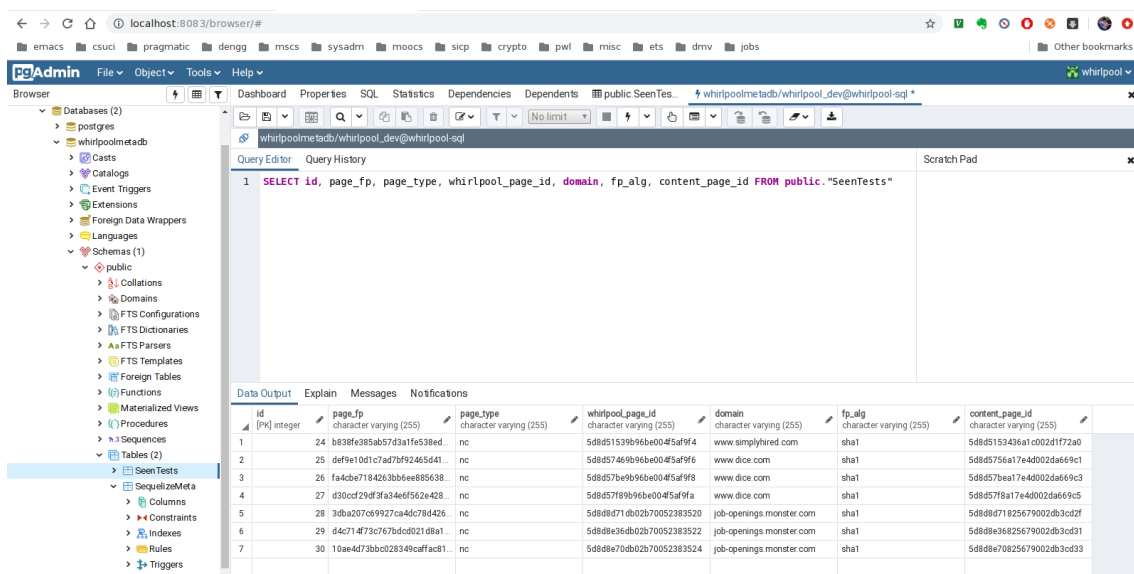 localhost:8083/browser/#
emacs csuci pragmatic dengg mscs sysadm moocs sicp crypto pwl misc ets dmv jobs Other bookmarks
pgAdmin File Object Tools Help whirlpool
Browser Dashboard Properties SQL Statistics Dependencies Dependents public.SeenTes... whirlpoolmetadb/whirlpool_dev@whirlpool-sql * x
Databases (2)
No limit
postgres
whirlpoolmetadb
whirlpoolmetadb/whirlpool_dev@whirlpool-sql
Casts
Query Editor Query History Scratch Pad x
Catalogs
1 SELECT id, page_fp, page_type, whirlpool_page_id, domain, fp_alg, content_page_id FROM public."SeenTests"
Event Triggers
Extensions
Foreign Data Wrappers
Languages
Schemas (1)
public
Collations
Domains
FTS Configurations
FTS Dictionaries
FTS Parsers
FTS Templates
Foreign Tables
Functions
Materialized Views
Procedures
Sequences
Tables (2)
SeenTests
SequelizeMeta
Columns
Constraints
Indexes
Rules
Triggers
Data Output Explain Messages Notifications
id page_fp page_type whirlpool_page_id domain fp_alg content_page_id
[PK] integer character varying (255) character varying (255) character varying (255) character varying (255) character varying (255) character varying (255)
1 24 b838fe385ab57d3a1fe538ed... nc 5d8d51539b96be004f5af9f4 www.simplyhired.com sha1 5d8d5153436a1c002d1f72a0
2 25 def9e10d1c7ad7bf92465d41... nc 5d8d57469b96be004f5af9f6 www.dice.com sha1 5d8d5756a17e4d002da669c1
3 26 fa4cbe7184263bb6ee885638... nc 5d8d57be9b96be004f5af9f8 www.dice.com sha1 5d8d57bea17e4d002da669c3
4 27 d30ccf29df3fa34e6f562e428... nc 5d8d57f89b96be004f5af9fa www.dice.com sha1 5d8d57f8a17e4d002da669c5
5 28 3dba207c69927ca4dc78d426... nc 5d8d8d71db02b70052383520 job-openings.monster.com sha1 5d8d8d71825679002db3cd2f
6 29 d4c714f73c767bdcd021d8a1... nc 5d8d8e36db02b70052383522 job-openings.monster.com sha1 5d8d8e36825679002db3cd31
7 30 10ae4d73bbc028349caffac81... nc 5d8d8e70db02b70052383524 job-openings.monster.com sha1 5d8d8e70825679002db3cd33